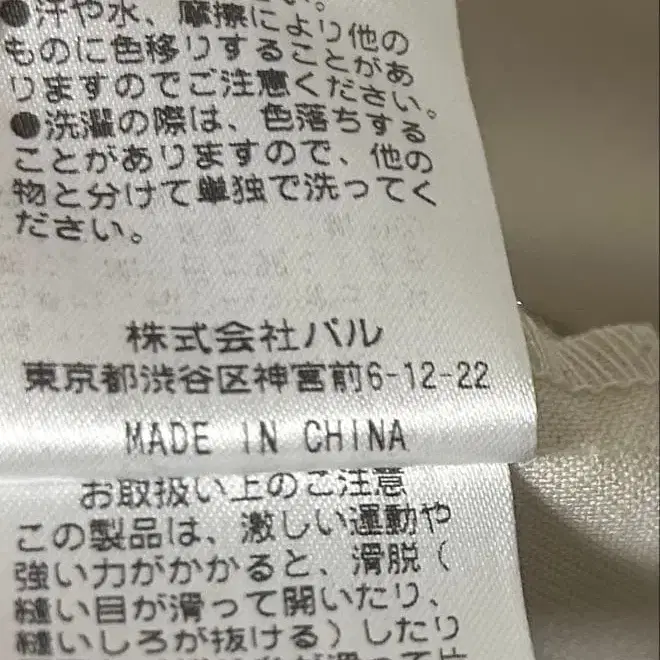 ●汗や水、摩擦により他の
ものに色移りすることがあ
りますのでご注意ください。
●洗濯の際は、色落ちする
ことがありますので、他の
物と分けて単独で洗ってく
ださい。
株式会社パル
東京都渋谷区神宮前6-12-22
MADE IN CHINA
お取扱い上のご注意
この製品は、激しい運動や
強い力がかかると、滑脱(
縫い目が滑って開いたり、
縫いしろが抜ける)したり